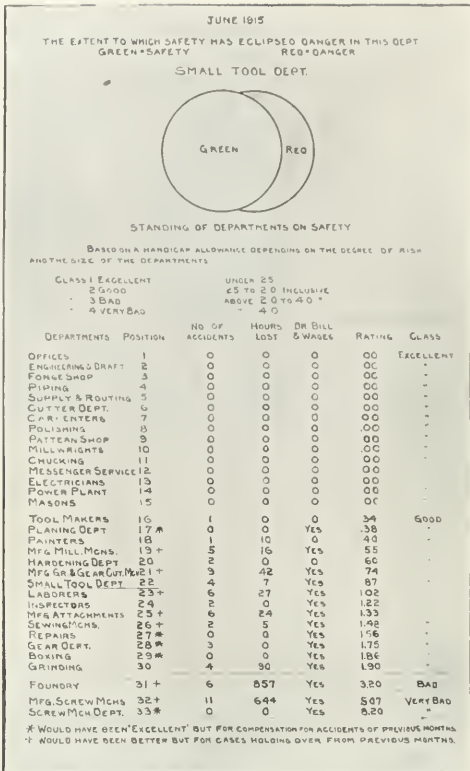 JUNE 1915
THE EXTENT TO WHICH SAFETY HAS ECLIPSED DANGER IN THIS DEPT
GREEN = SAFETY RED = DANGER
SMALL TOOL DEPT.
GREEN RED
STANDING OF DEPARTMENTS ON SAFETY
BASED ON A HANDICAP ALLOWANCE DEPENDING ON THE DEGREE OF RISK
AND THE SIZE OF THE DEPARTMENTS
CLASS 1 EXCELLENT UNDER 25
" 2 GOOD 25 TO 2.0 INCLUSIVE
" 3 BAD ABOVE 2.0 TO 4.0 "
" 4 VERY BAD " 4.0
DEPARTMENTS POSITION NO OF ACCIDENTS HOURS LOST DR BILL & WAGES RATING CLASS
OFFICES 1 0 0 0 00 EXCELLENT
ENGINEERING & DRAFT 2 0 0 0 00 "
FORGE SHOP 3 0 0 0 00 "
PIPING 4 0 0 0 00 "
SUPPLY & ROUTING 5 0 0 0 00 "
CUTTER DEPT. 6 0 0 0 00 "
CARPENTERS 7 0 0 0 00 "
POLISHING 8 0 0 0 .00 "
PATTERN SHOP 9 0 0 0 00 "
MILLWRIGHTS 10 0 0 0 .00 "
CHUCKING 11 0 0 0 00 "
MESSENGER SERVICE 12 0 0 0 00 "
ELECTRICIANS 13 0 0 0 00 "
POWER PLANT 14 0 0 0 00 "
MASONS 15 0 0 0 00 "
TOOL MAKERS 16 1 0 0 34 GOOD
PLANING DEPT 17* 0 0 YES .38 "
PAINTERS 18 1 10 0 40 "
MFG MILL. MCHS. 19+ 5 16 YES 55 "
HARDENING DEPT 20 2 0 0 60 "
MFG GR & GEAR CUT. MCH 21+ 9 42 YES 74 "
SMALL TOOL DEPT 22 4 7 YES 87 "
LABORERS 23+ 6 27 YES 1.02 "
INSPECTORS 24 2 0 YES 1.22 "
MFG ATTACHMENTS 25+ 6 24 YES 1.33 "
SEWING MCHS. 26+ 2 5 YES 1.42 "
REPAIRS 27* 0 0 YES 1.56 "
GEAR DEPT. 28* 3 0 YES 1.75 "
BOXING 29* 0 0 YES 1.86 "
GRINDING 30 4 90 YES 1.90 "
FOUNDRY 31+ 6 857 YES 3.20 BAD
MFG. SCREW MCHS 32+ 11 644 YES 5.07 VERY BAD
SCREW MCH DEPT. 33* 0 0 YES 8.20 "
* WOULD HAVE BEEN "EXCELLENT" BUT FOR COMPENSATION FOR ACCIDENTS OF PREVIOUS MONTHS
+ WOULD HAVE BEEN BETTER BUT FOR CASES HOLDING OVER FROM PREVIOUS MONTHS.